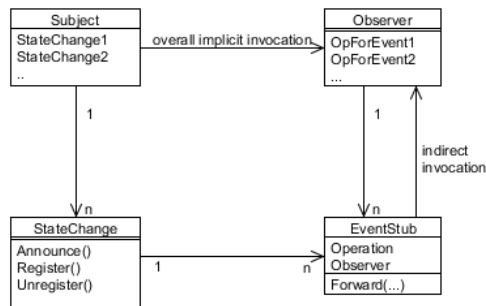 Subject
StateChange1
StateChange2
..
overall implicit invocation
Observer
OpForEvent1
OpForEvent2
...
1
1
indirect
invocation
n
n
StateChange
Announce()
Register()
Unregister()
1
n
EventStub
Operation
Observer
Forward(...)